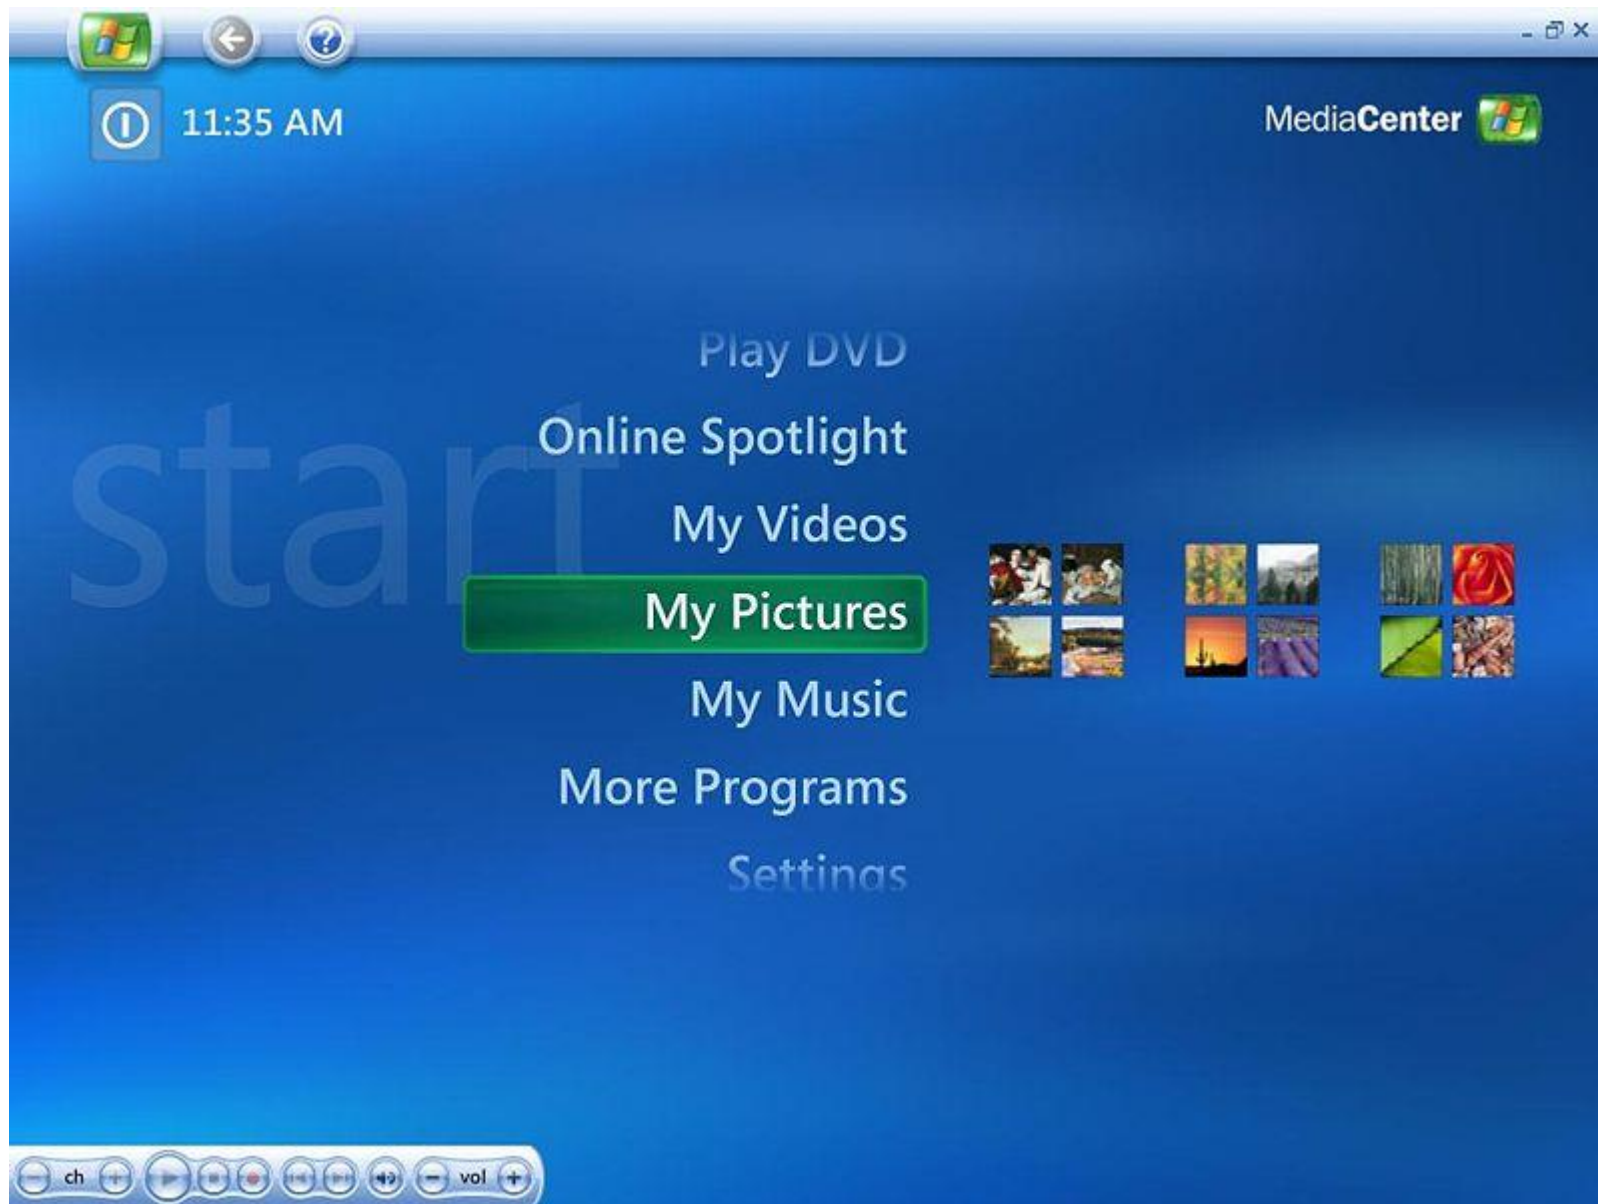 11:35 AM
MediaCenter
start
Play DVD
Online Spotlight
My Videos
My Pictures
My Music
More Programs
Settings
ch
vol